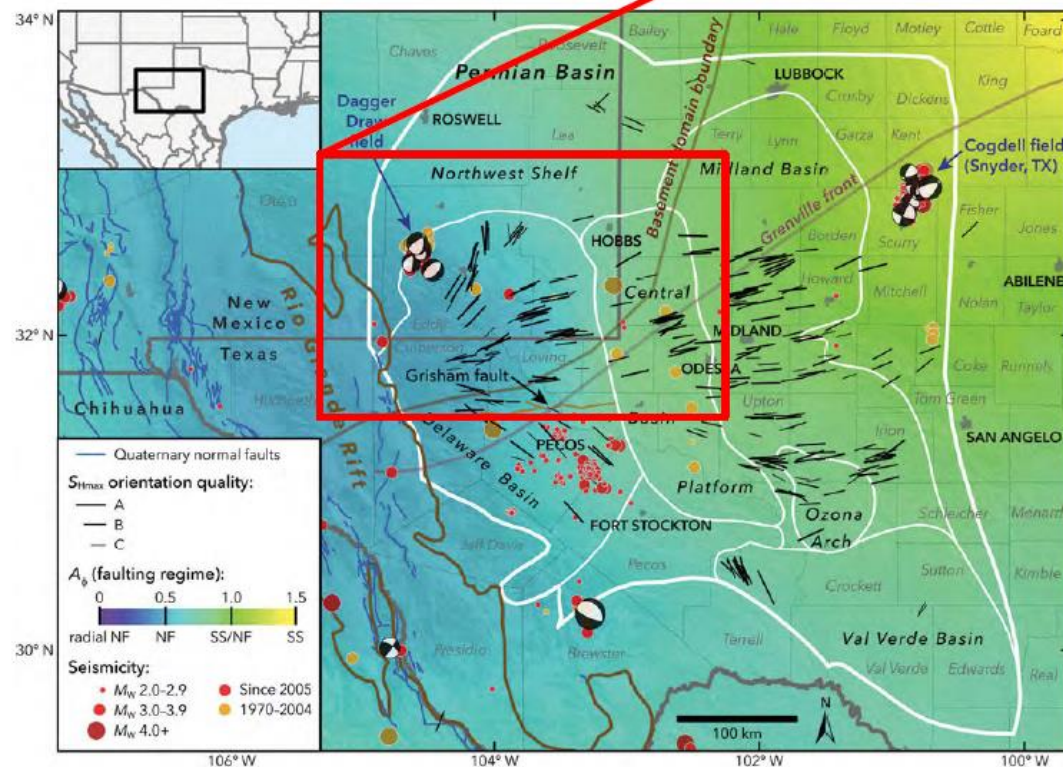 34°N
32°N
30°N
106°W
104°W
102°W
100°W
Chaves
Roosevelt
Bailey
Hale
Floyd
Motley
Cottle
Foard
Permian Basin
Basement domain boundary
LUBBOCK
King
Dagger
Draw
field
ROSWELL
Lea
Crosby
Dickens
Terry
Lynn
Garza
Kent
Cogdell field
(Snyder, TX)
Northwest Shelf
Midland Basin
Grenville front
Otero
Fisher
Jones
HOBBS
Borden
Scurry
ABILENE
New
Mexico
Texas
Rio Grande Rift
Eddy
Central
Howard
Mitchell
Nolan
Taylor
Culberson
Loving
MIDLAND
Grisham fault
ODESSA
Coke
Runnels
Chihuahua
Hudspeth
Upton
Tom Green
Delaware Basin
PECOS
Basin
Irion
SAN ANGELO
Platform
Ozona
Arch
Schleicher
Menard
FORT STOCKTON
Jeff Davis
Pecos
Crockett
Sutton
Kimble
Presidio
Brewster
Terrell
Val Verde Basin
Val Verde
Edwards
Real
Quaternary normal faults
SHmax orientation quality:
A
B
C
Aϕ (faulting regime):
0 0.5 1.0 1.5
radial NF NF SS/NF SS
Seismicity:
Mw 2.0–2.9
Mw 3.0–3.9
Mw 4.0+
Since 2005
1970–2004
100 km
N